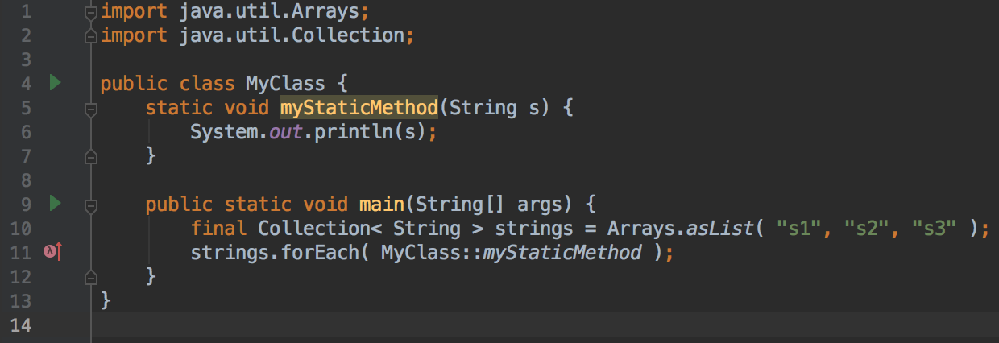 1 import java.util.Arrays;
2 import java.util.Collection;
3
4 public class MyClass {
5     static void myStaticMethod(String s) {
6         System.out.println(s);
7     }
8
9     public static void main(String[] args) {
10         final Collection< String > strings = Arrays.asList( "s1", "s2", "s3" );
11         strings.forEach( MyClass::myStaticMethod );
12     }
13 }
14